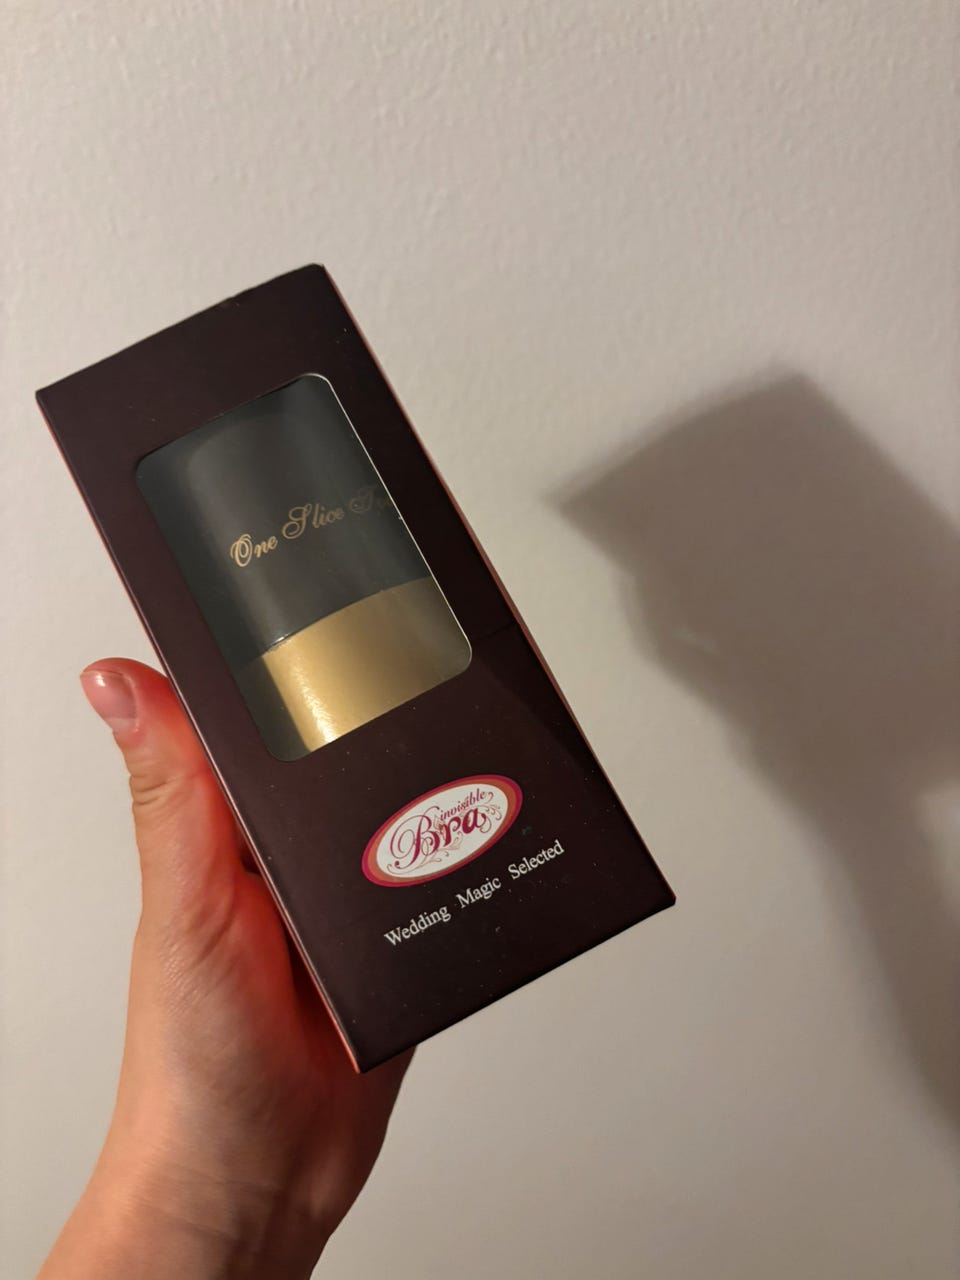 One Slice
invisible
Bra
Wedding Magic Selected